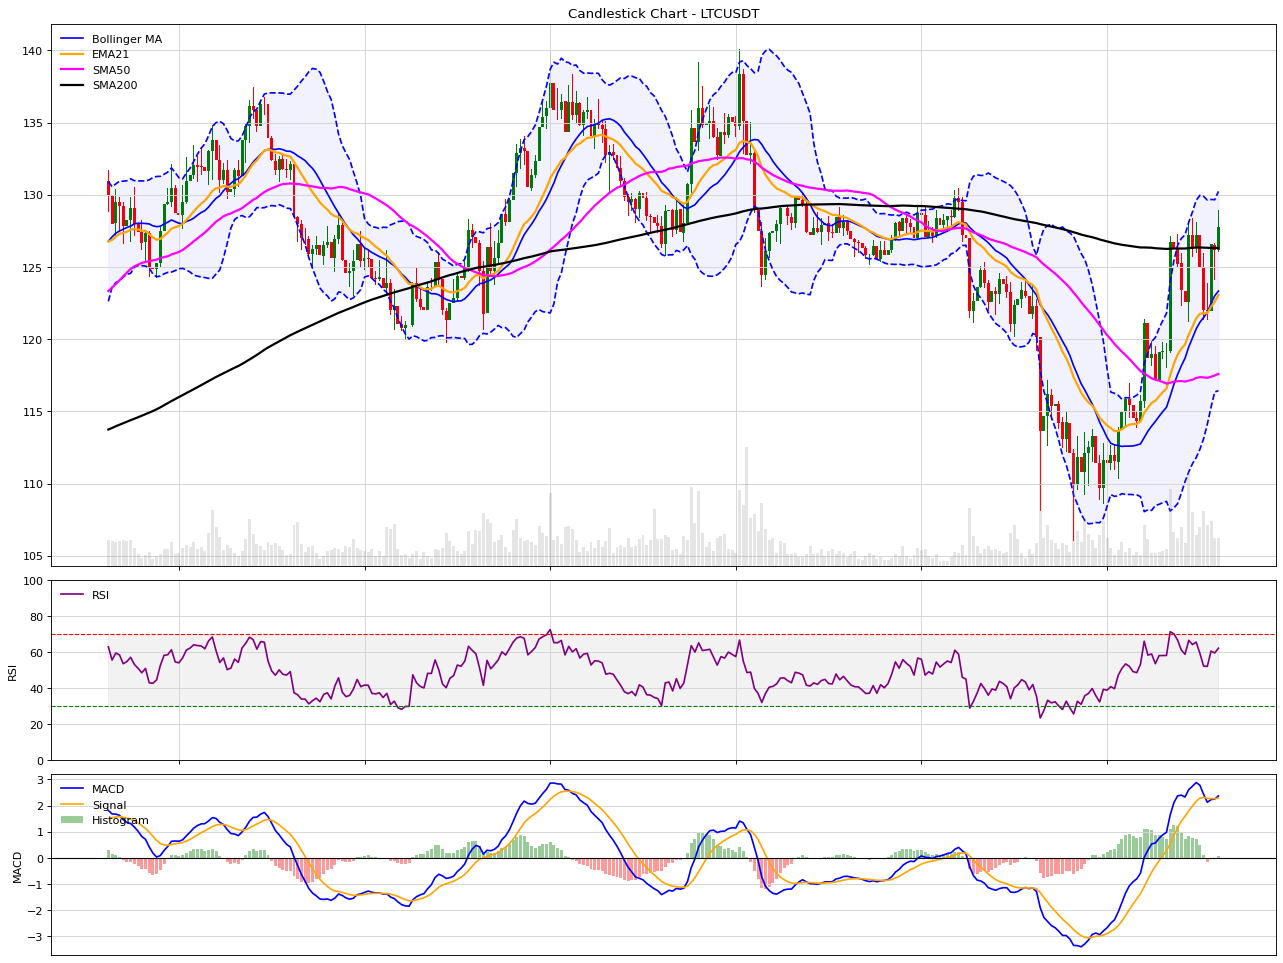 Candlestick Chart - LTCUSDT
Bollinger MA
EMA21
SMA50
SMA200
140
135
130
125
120
115
110
105
RSI
100
80
60
40
20
0
RSI
MACD
Signal
Histogram
3
2
1
0
−1
−2
−3
MACD